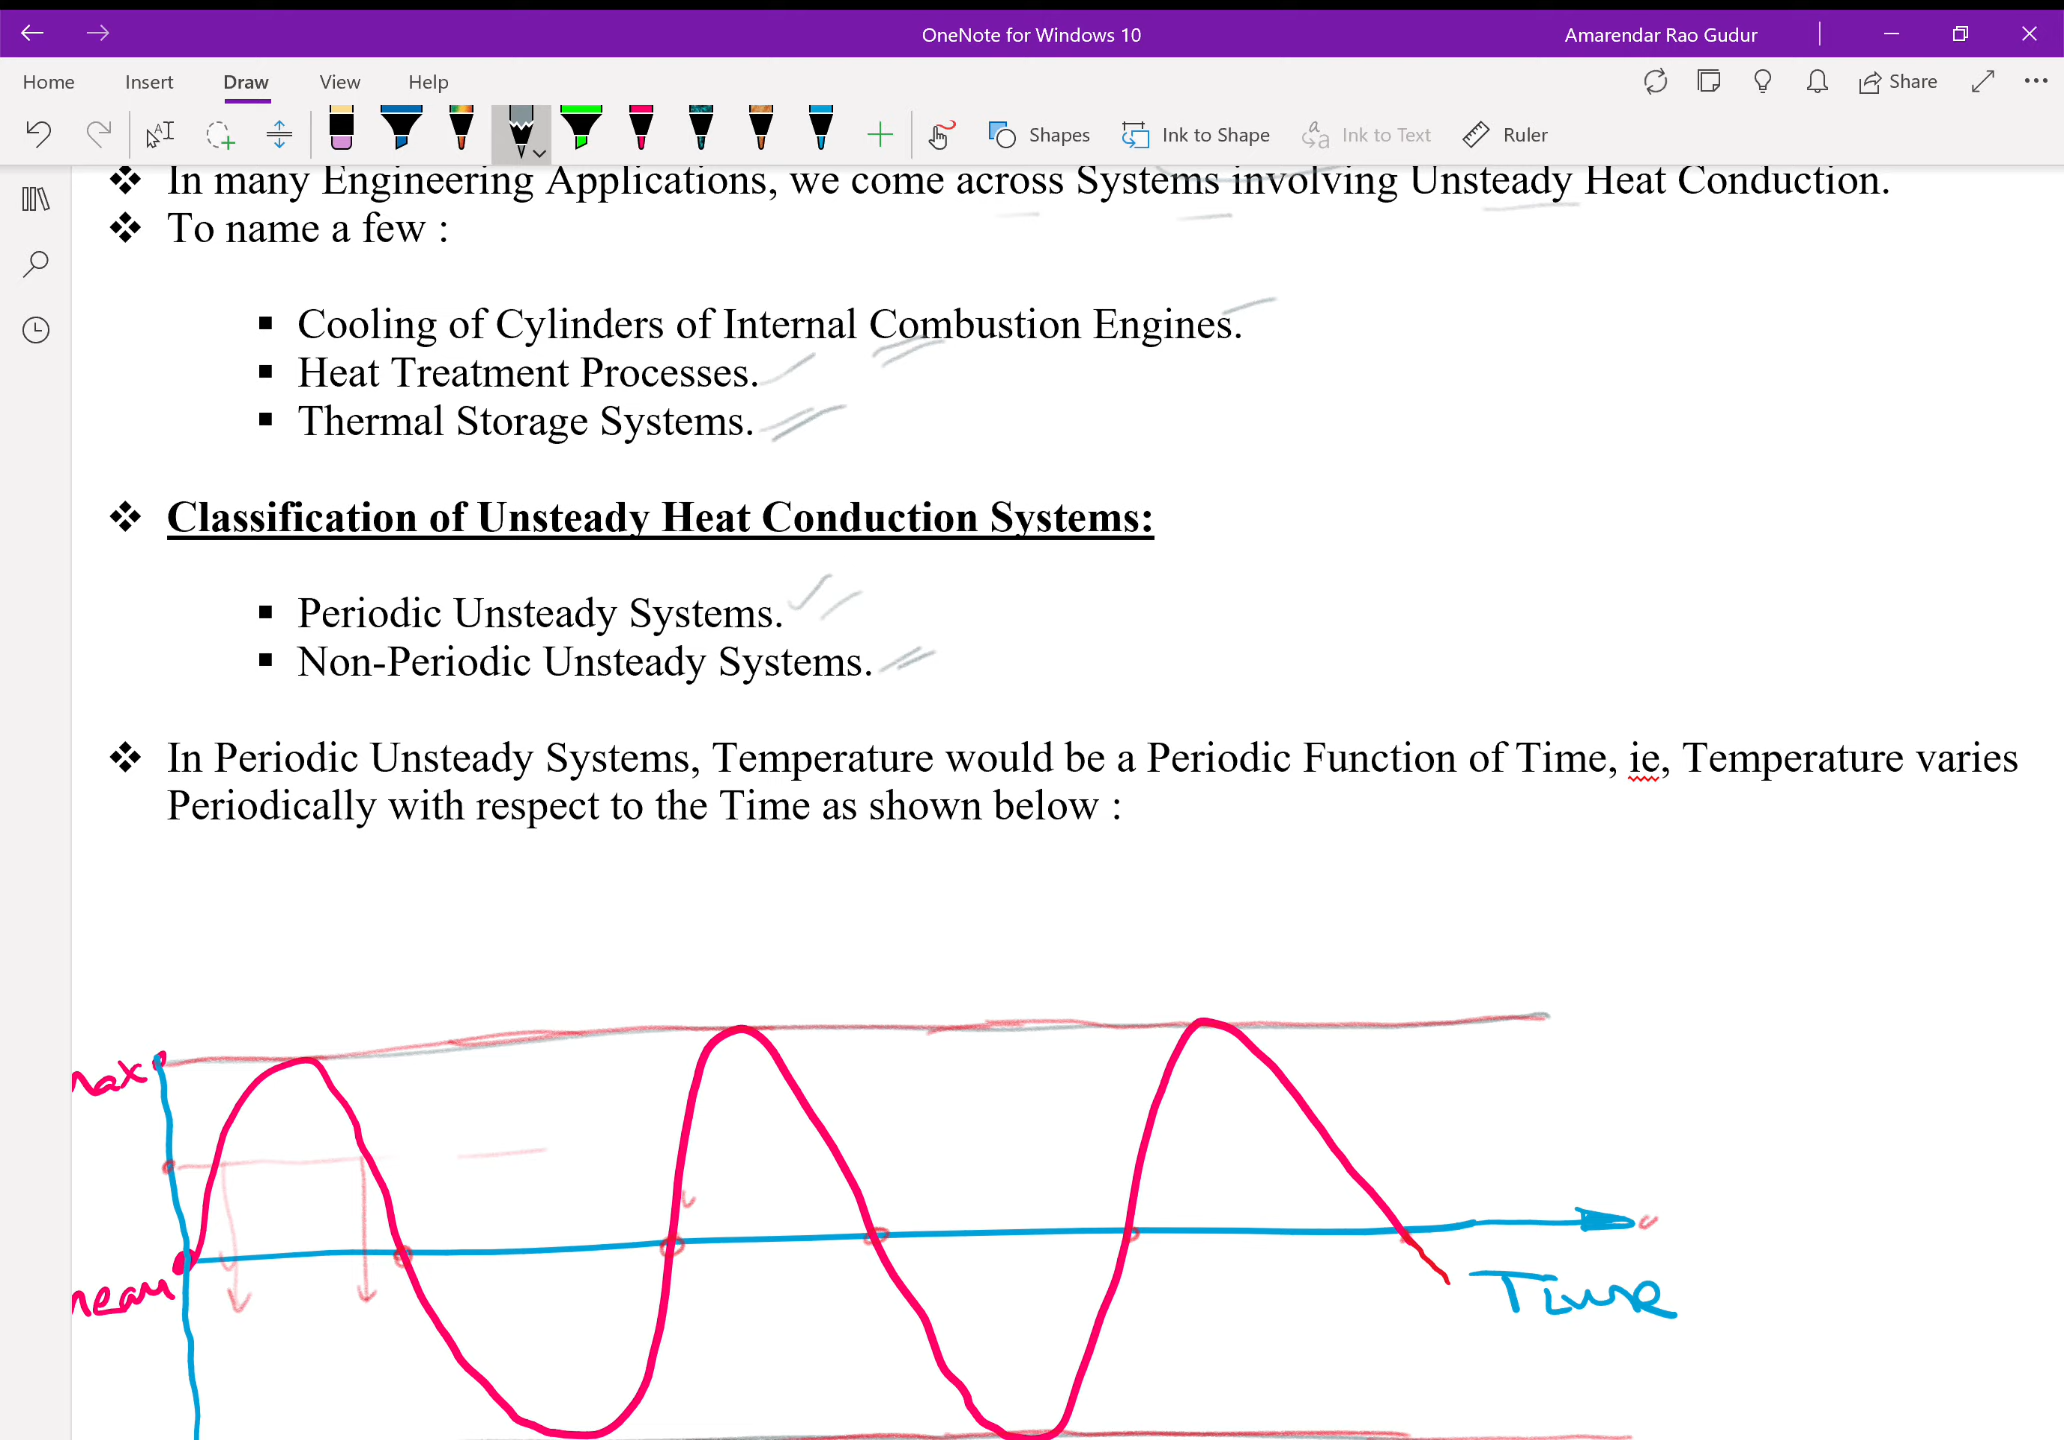 OneNote for Windows 10
Amarendar Rao Gudur
Home Insert Draw View Help
Share
Shapes Ink to Shape Ink to Text Ruler
❖ In many Engineering Applications, we come across Systems involving Unsteady Heat Conduction.
❖ To name a few :
▪ Cooling of Cylinders of Internal Combustion Engines.
▪ Heat Treatment Processes.
▪ Thermal Storage Systems.
❖ Classification of Unsteady Heat Conduction Systems:
▪ Periodic Unsteady Systems.
▪ Non-Periodic Unsteady Systems.
❖ In Periodic Unsteady Systems, Temperature would be a Periodic Function of Time, ie, Temperature varies
Periodically with respect to the Time as shown below :
max
mean
Time